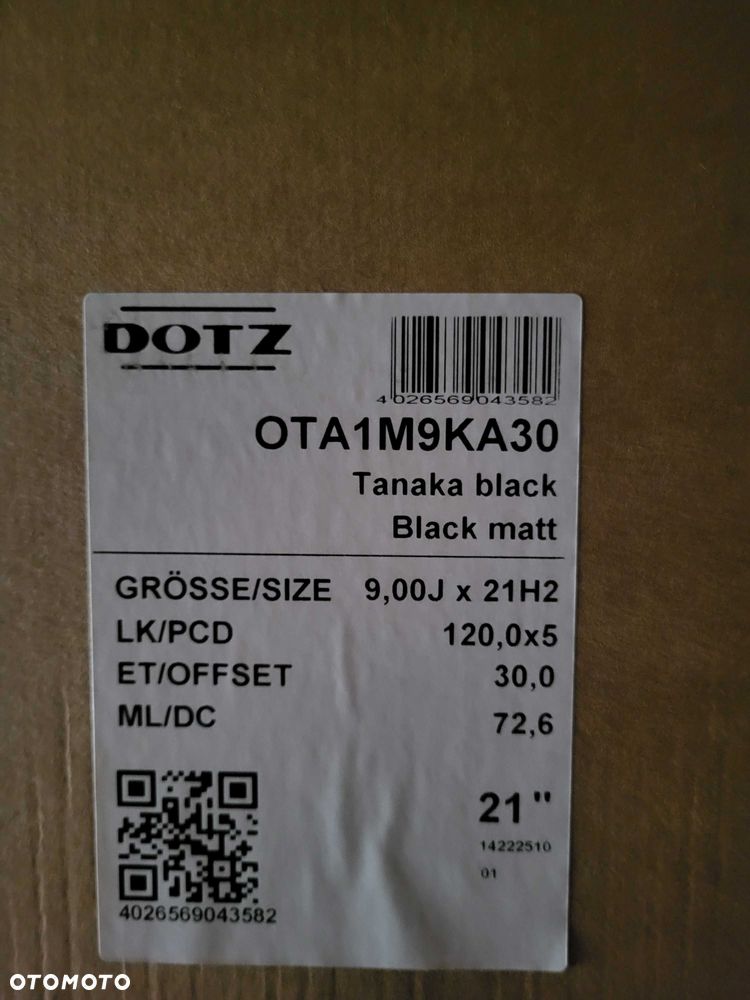 DOTZ
4026569043582
OTA1M9KA30
Tanaka black
Black matt
GRÖSSE/SIZE 9,00J x 21H2
LK/PCD 120,0x5
ET/OFFSET 30,0
ML/DC 72,6
21"
14222510
01
4026569043582
OTOMOTO